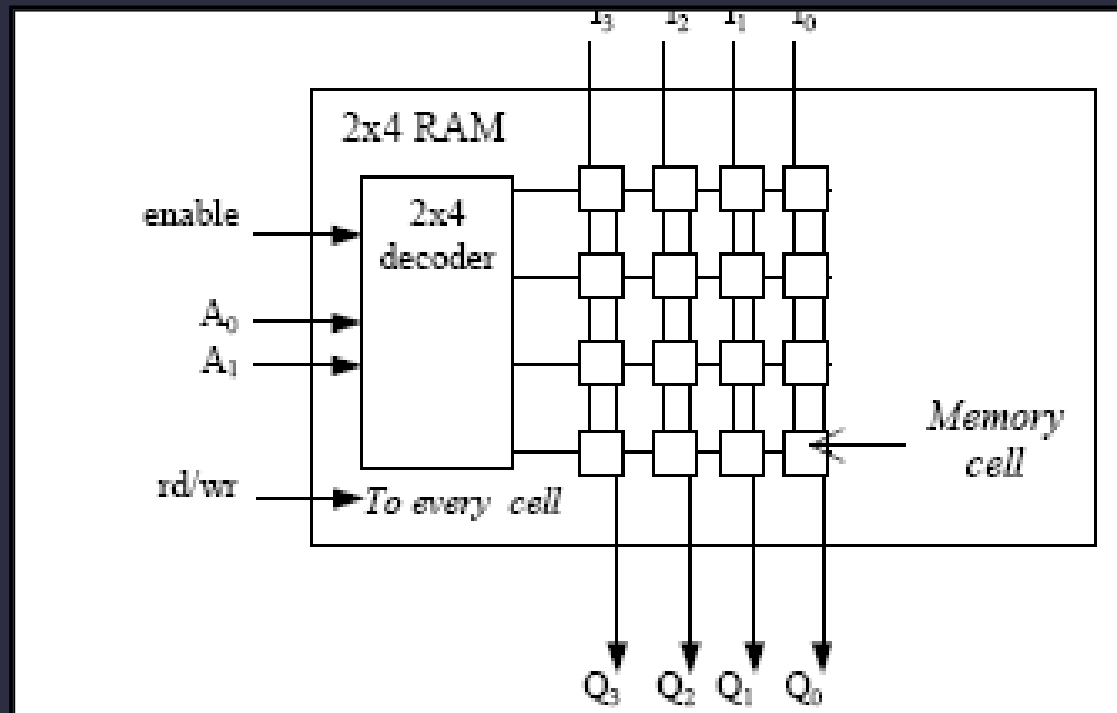 I₃ I₂ I₁ I₀
2x4 RAM
enable
2x4
decoder
A₀
A₁
Memory
cell
rd/wr
To every cell
Q₃ Q₂ Q₁ Q₀